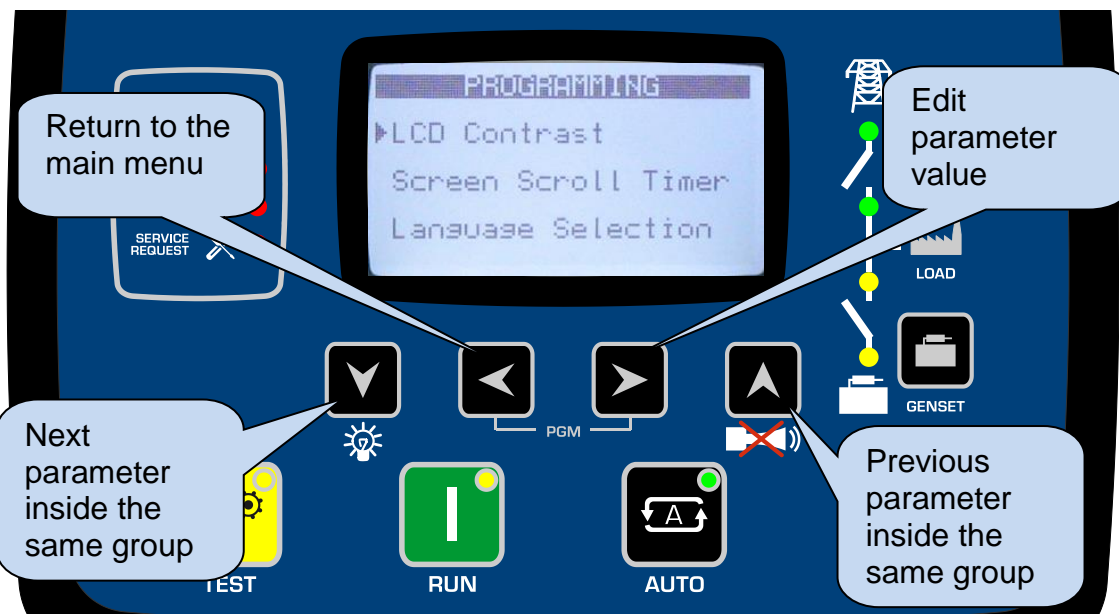 PROGRAMMING
LCD Contrast
Screen Scroll Timer
Language Selection
Return to the
main menu
Edit
parameter
value
SERVICE
REQUEST
LOAD
GENSET
PGM
Next
parameter
inside the
same group
Previous
parameter
inside the
same group
TEST
RUN
A
AUTO